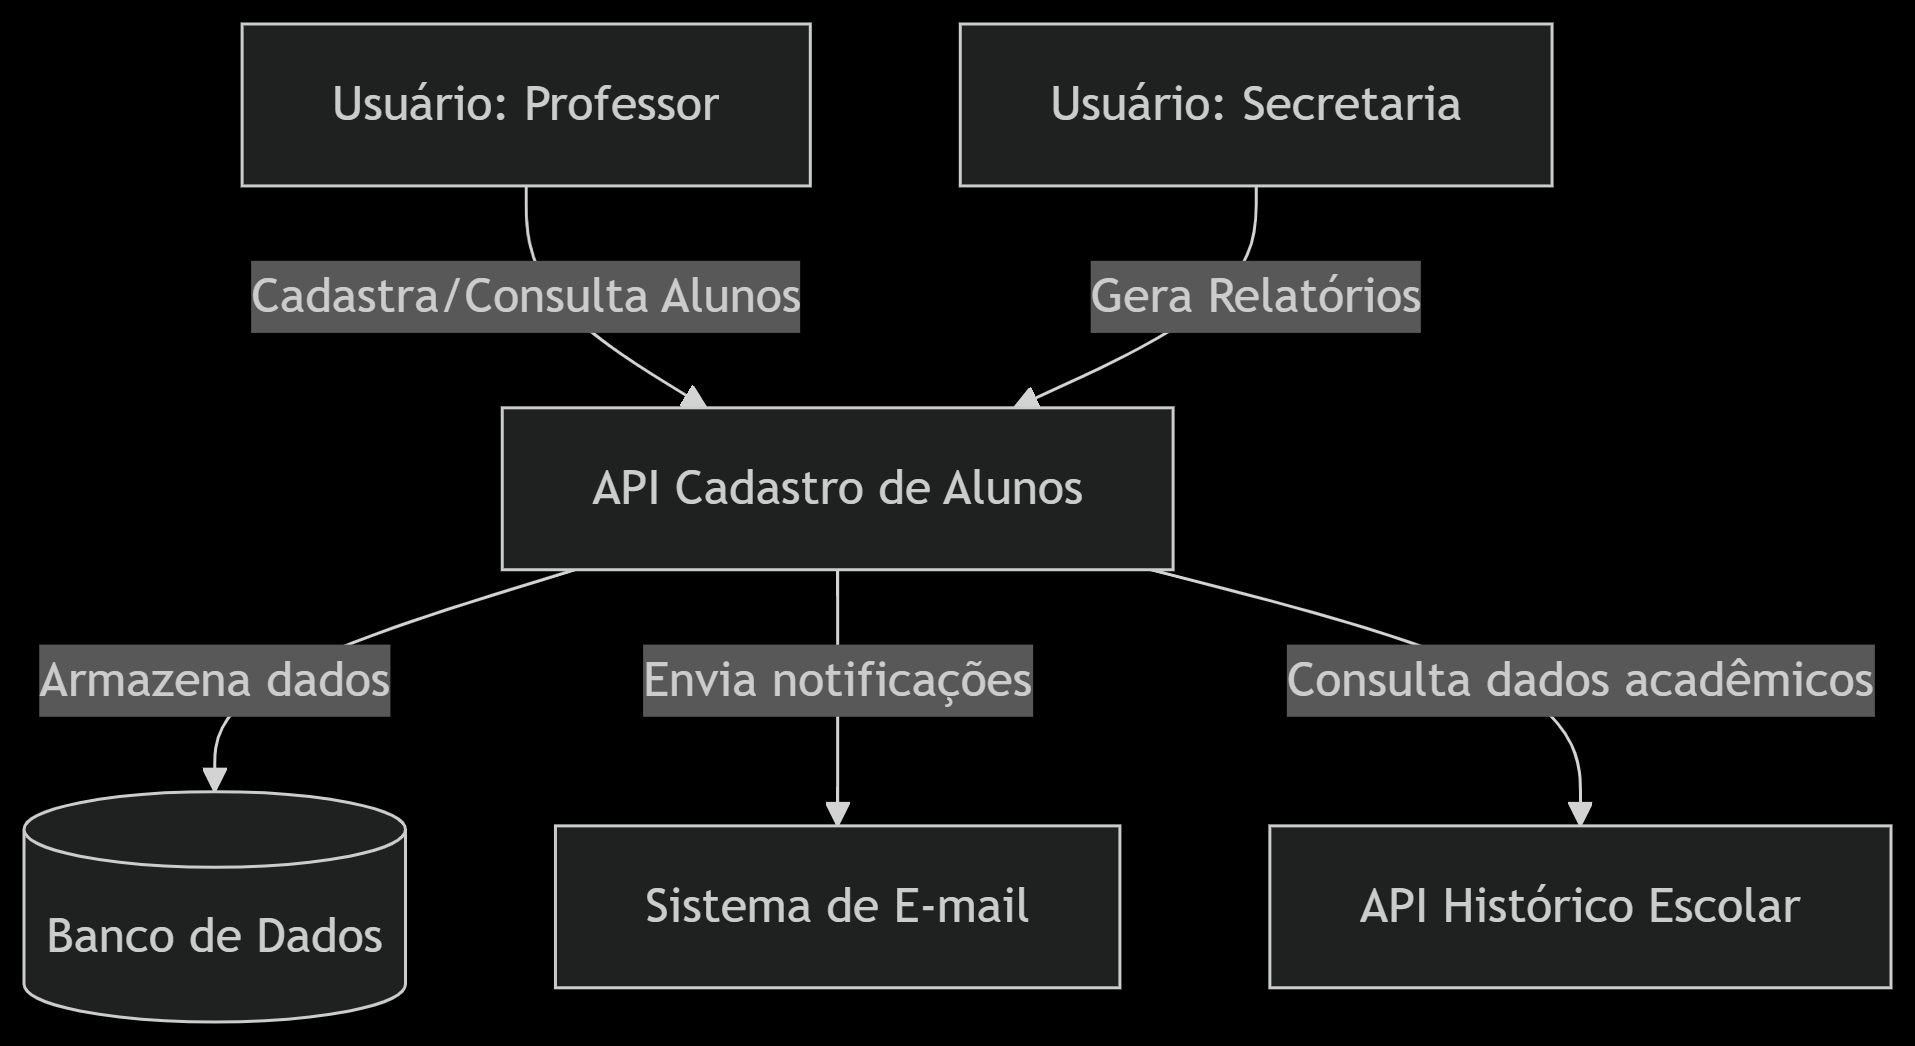 Usuário: Professor
Usuário: Secretaria
Cadastra/Consulta Alunos
Gera Relatórios
API Cadastro de Alunos
Armazena dados
Envia notificações
Consulta dados acadêmicos
Banco de Dados
Sistema de E-mail
API Histórico Escolar